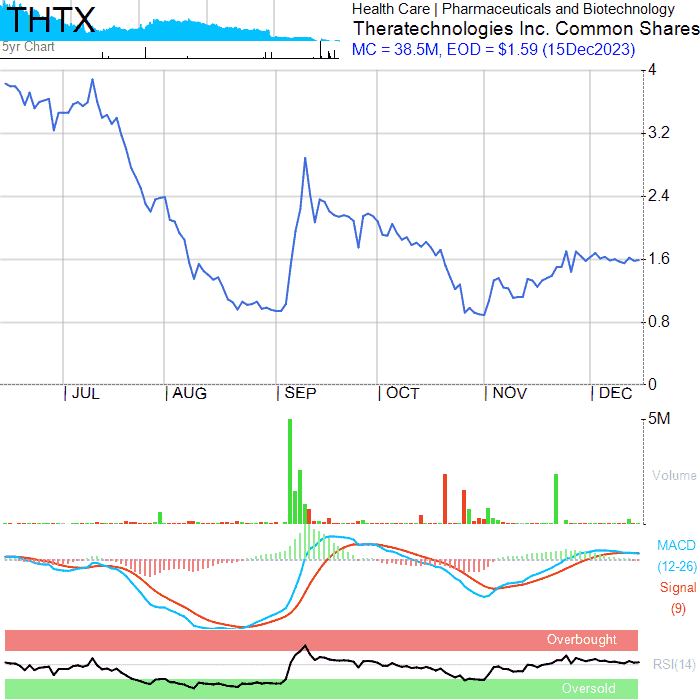 THTX
5yr Chart
Health Care | Pharmaceuticals and Biotechnology
Theratechnologies Inc. Common Shares
MC = 38.5M, EOD = $1.59 (15Dec2023)
4
3.2
2.4
1.6
0.8
0
JUL AUG SEP OCT NOV DEC
5M
Volume
MACD
(12-26)
Signal
(9)
Overbought
RSI(14)
Oversold